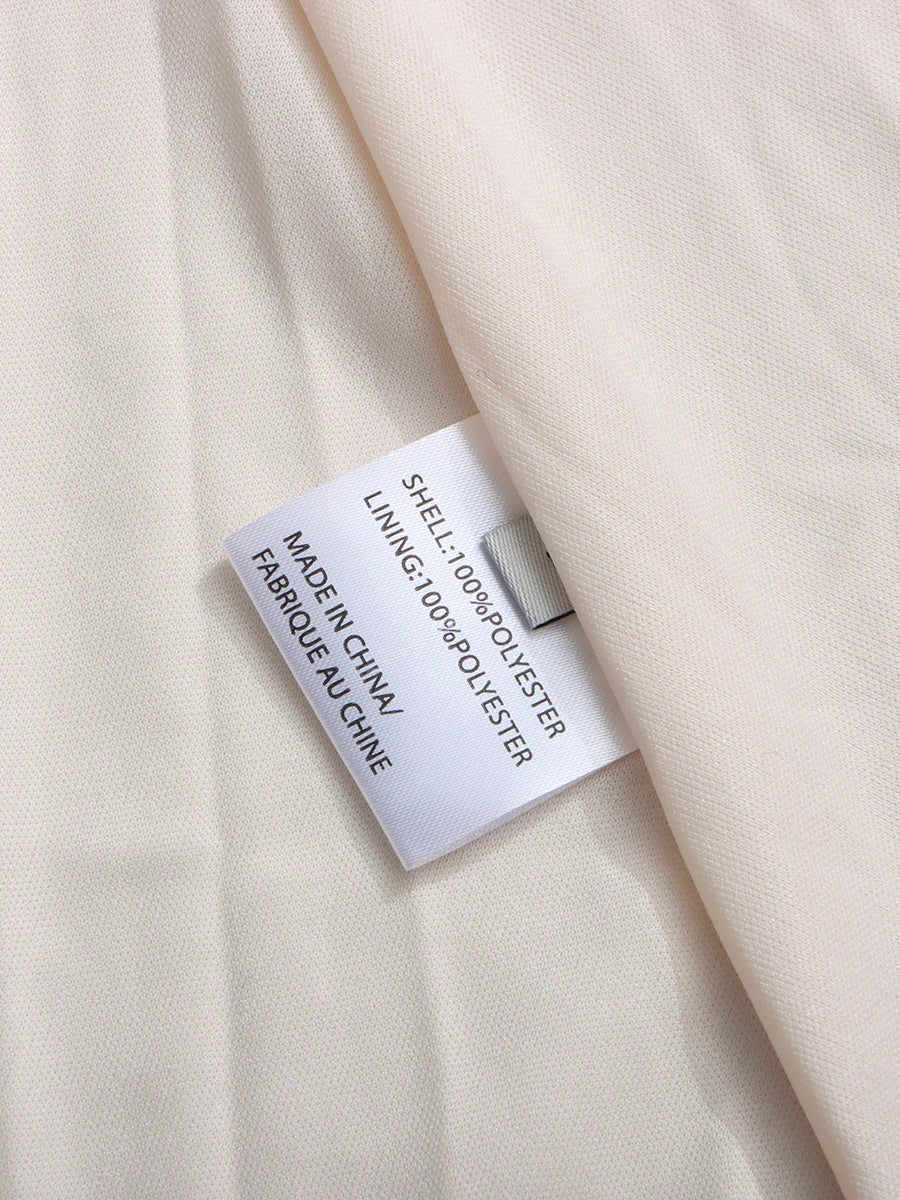 SHELL:100%POLYESTER
LINING:100%POLYESTER
MADE IN CHINA/
FABRIQUE AU CHINE